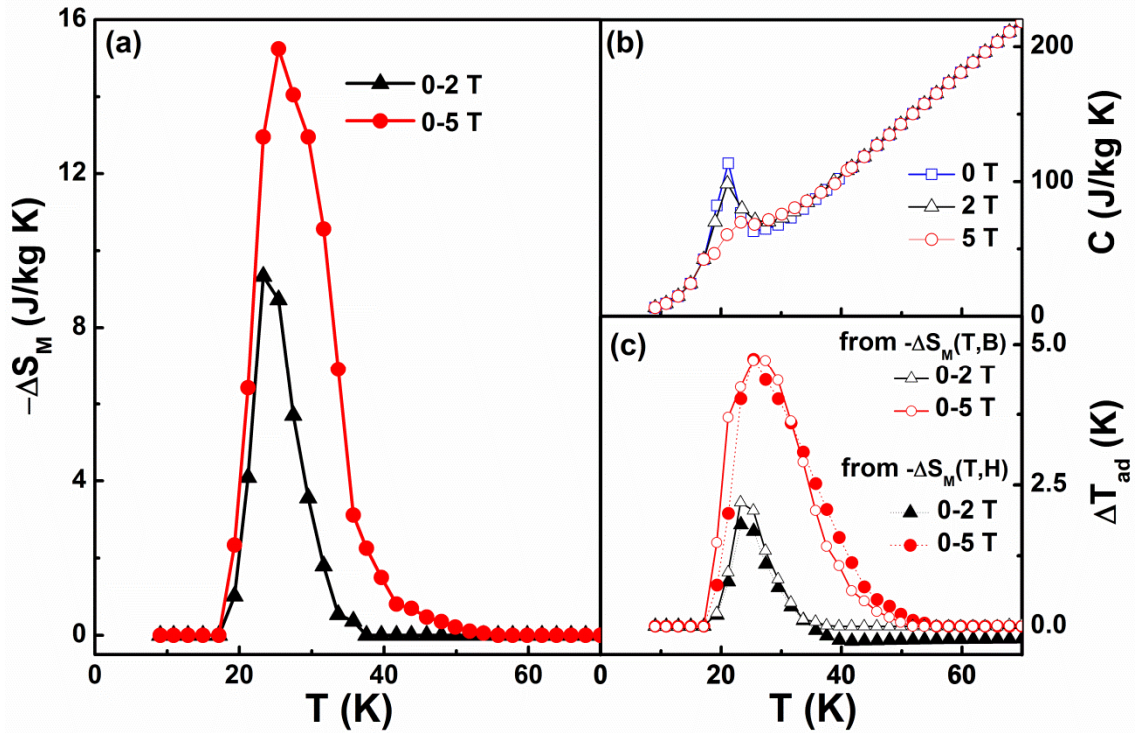 (a)
−ΔS_M (J/kg K)
16
12
8
4
0
0-2 T
0-5 T
0
20
40
60
T (K)
(b)
C (J/kg K)
200
100
0
0 T
2 T
5 T
(c)
from -ΔS_M(T,B)
0-2 T
0-5 T
from -ΔS_M(T,H)
0-2 T
0-5 T
ΔT_ad (K)
5.0
2.5
0.0
0
20
40
60
T (K)